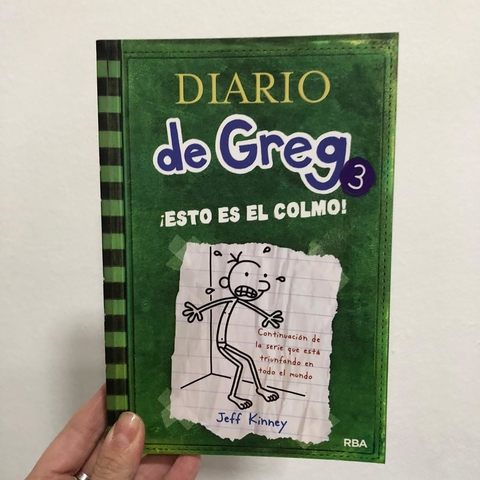 DIARIO
de Greg 3
¡ESTO ES EL COLMO!
Continuación de
la serie que está
triunfando en
todo el mundo
Jeff Kinney
RBA